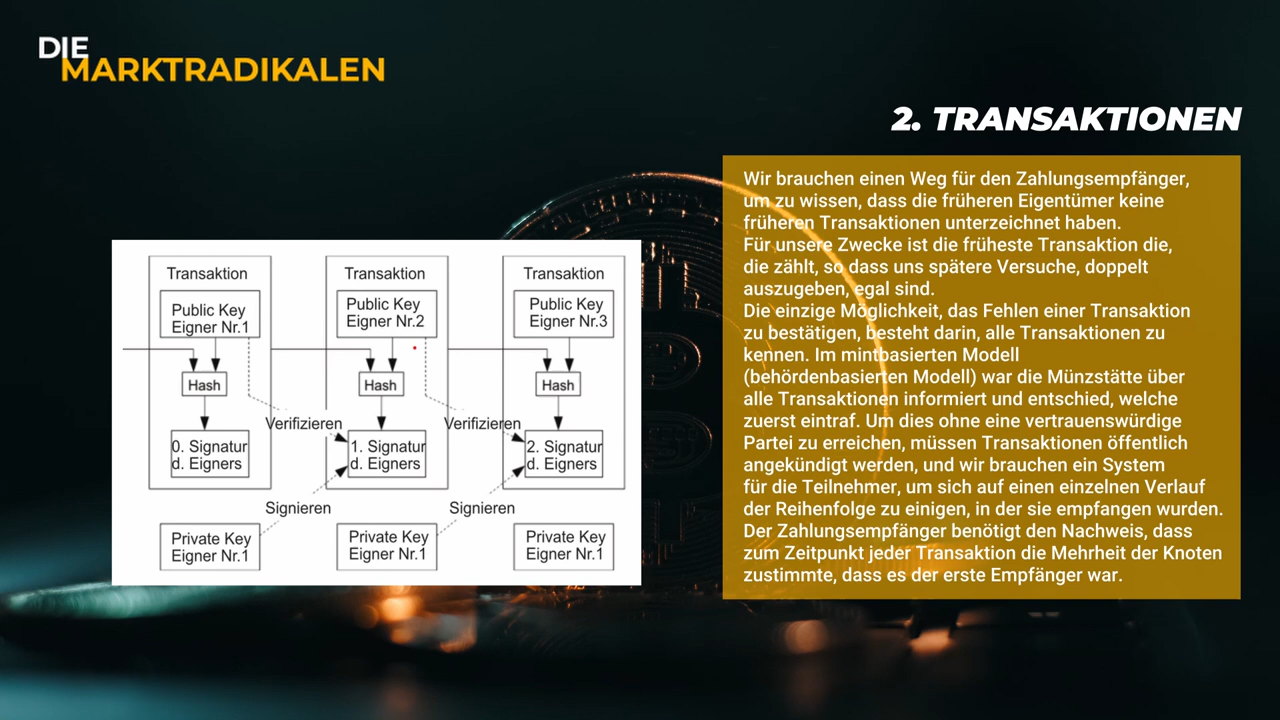 DIE
MARKTRADIKALEN
2. TRANSAKTIONEN
Transaktion
Public Key
Eigner Nr.1
Hash
0. Signatur
d. Eigners
Private Key
Eigner Nr.1
Verifizieren
Signieren
Transaktion
Public Key
Eigner Nr.2
Hash
1. Signatur
d. Eigners
Private Key
Eigner Nr.1
Verifizieren
Signieren
Transaktion
Public Key
Eigner Nr.3
Hash
2. Signatur
d. Eigners
Private Key
Eigner Nr.1
Wir brauchen einen Weg für den Zahlungsempfänger,
um zu wissen, dass die früheren Eigentümer keine
früheren Transaktionen unterzeichnet haben.
Für unsere Zwecke ist die früheste Transaktion die,
die zählt, so dass uns spätere Versuche, doppelt
auszugeben, egal sind.
Die einzige Möglichkeit, das Fehlen einer Transaktion
zu bestätigen, besteht darin, alle Transaktionen zu
kennen. Im mintbasierten Modell
(behördenbasierten Modell) war die Münzstätte über
alle Transaktionen informiert und entschied, welche
zuerst eintraf. Um dies ohne eine vertrauenswürdige
Partei zu erreichen, müssen Transaktionen öffentlich
angekündigt werden, und wir brauchen ein System
für die Teilnehmer, um sich auf einen einzelnen Verlauf
der Reihenfolge zu einigen, in der sie empfangen wurden.
Der Zahlungsempfänger benötigt den Nachweis, dass
zum Zeitpunkt jeder Transaktion die Mehrheit der Knoten
zustimmte, dass es der erste Empfänger war.